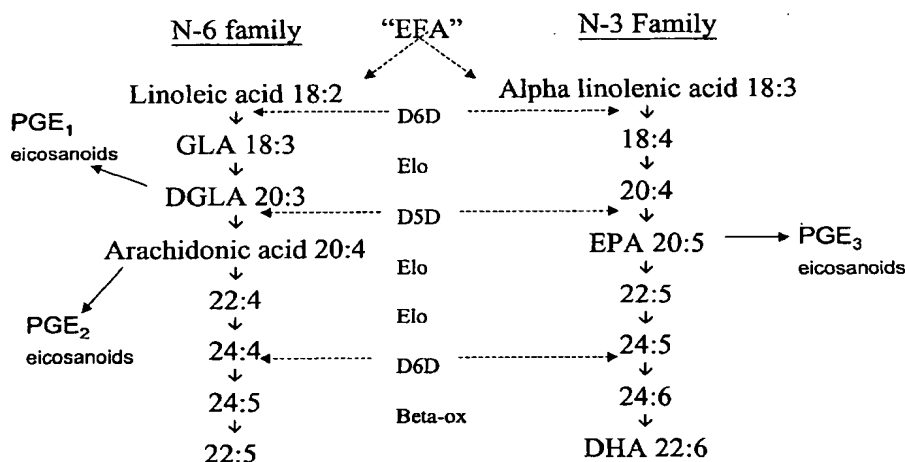 N-6 family “EFA” N-3 Family
Linoleic acid 18:2 Alpha linolenic acid 18:3
D6D
PGE₁
eicosanoids
GLA 18:3 18:4
Elo
DGLA 20:3 20:4
D5D
Arachidonic acid 20:4 EPA 20:5 PGE₃
eicosanoids
Elo
22:4 22:5
Elo
PGE₂
eicosanoids
24:4 24:5
D6D
24:5 24:6
Beta-ox
22:5 DHA 22:6